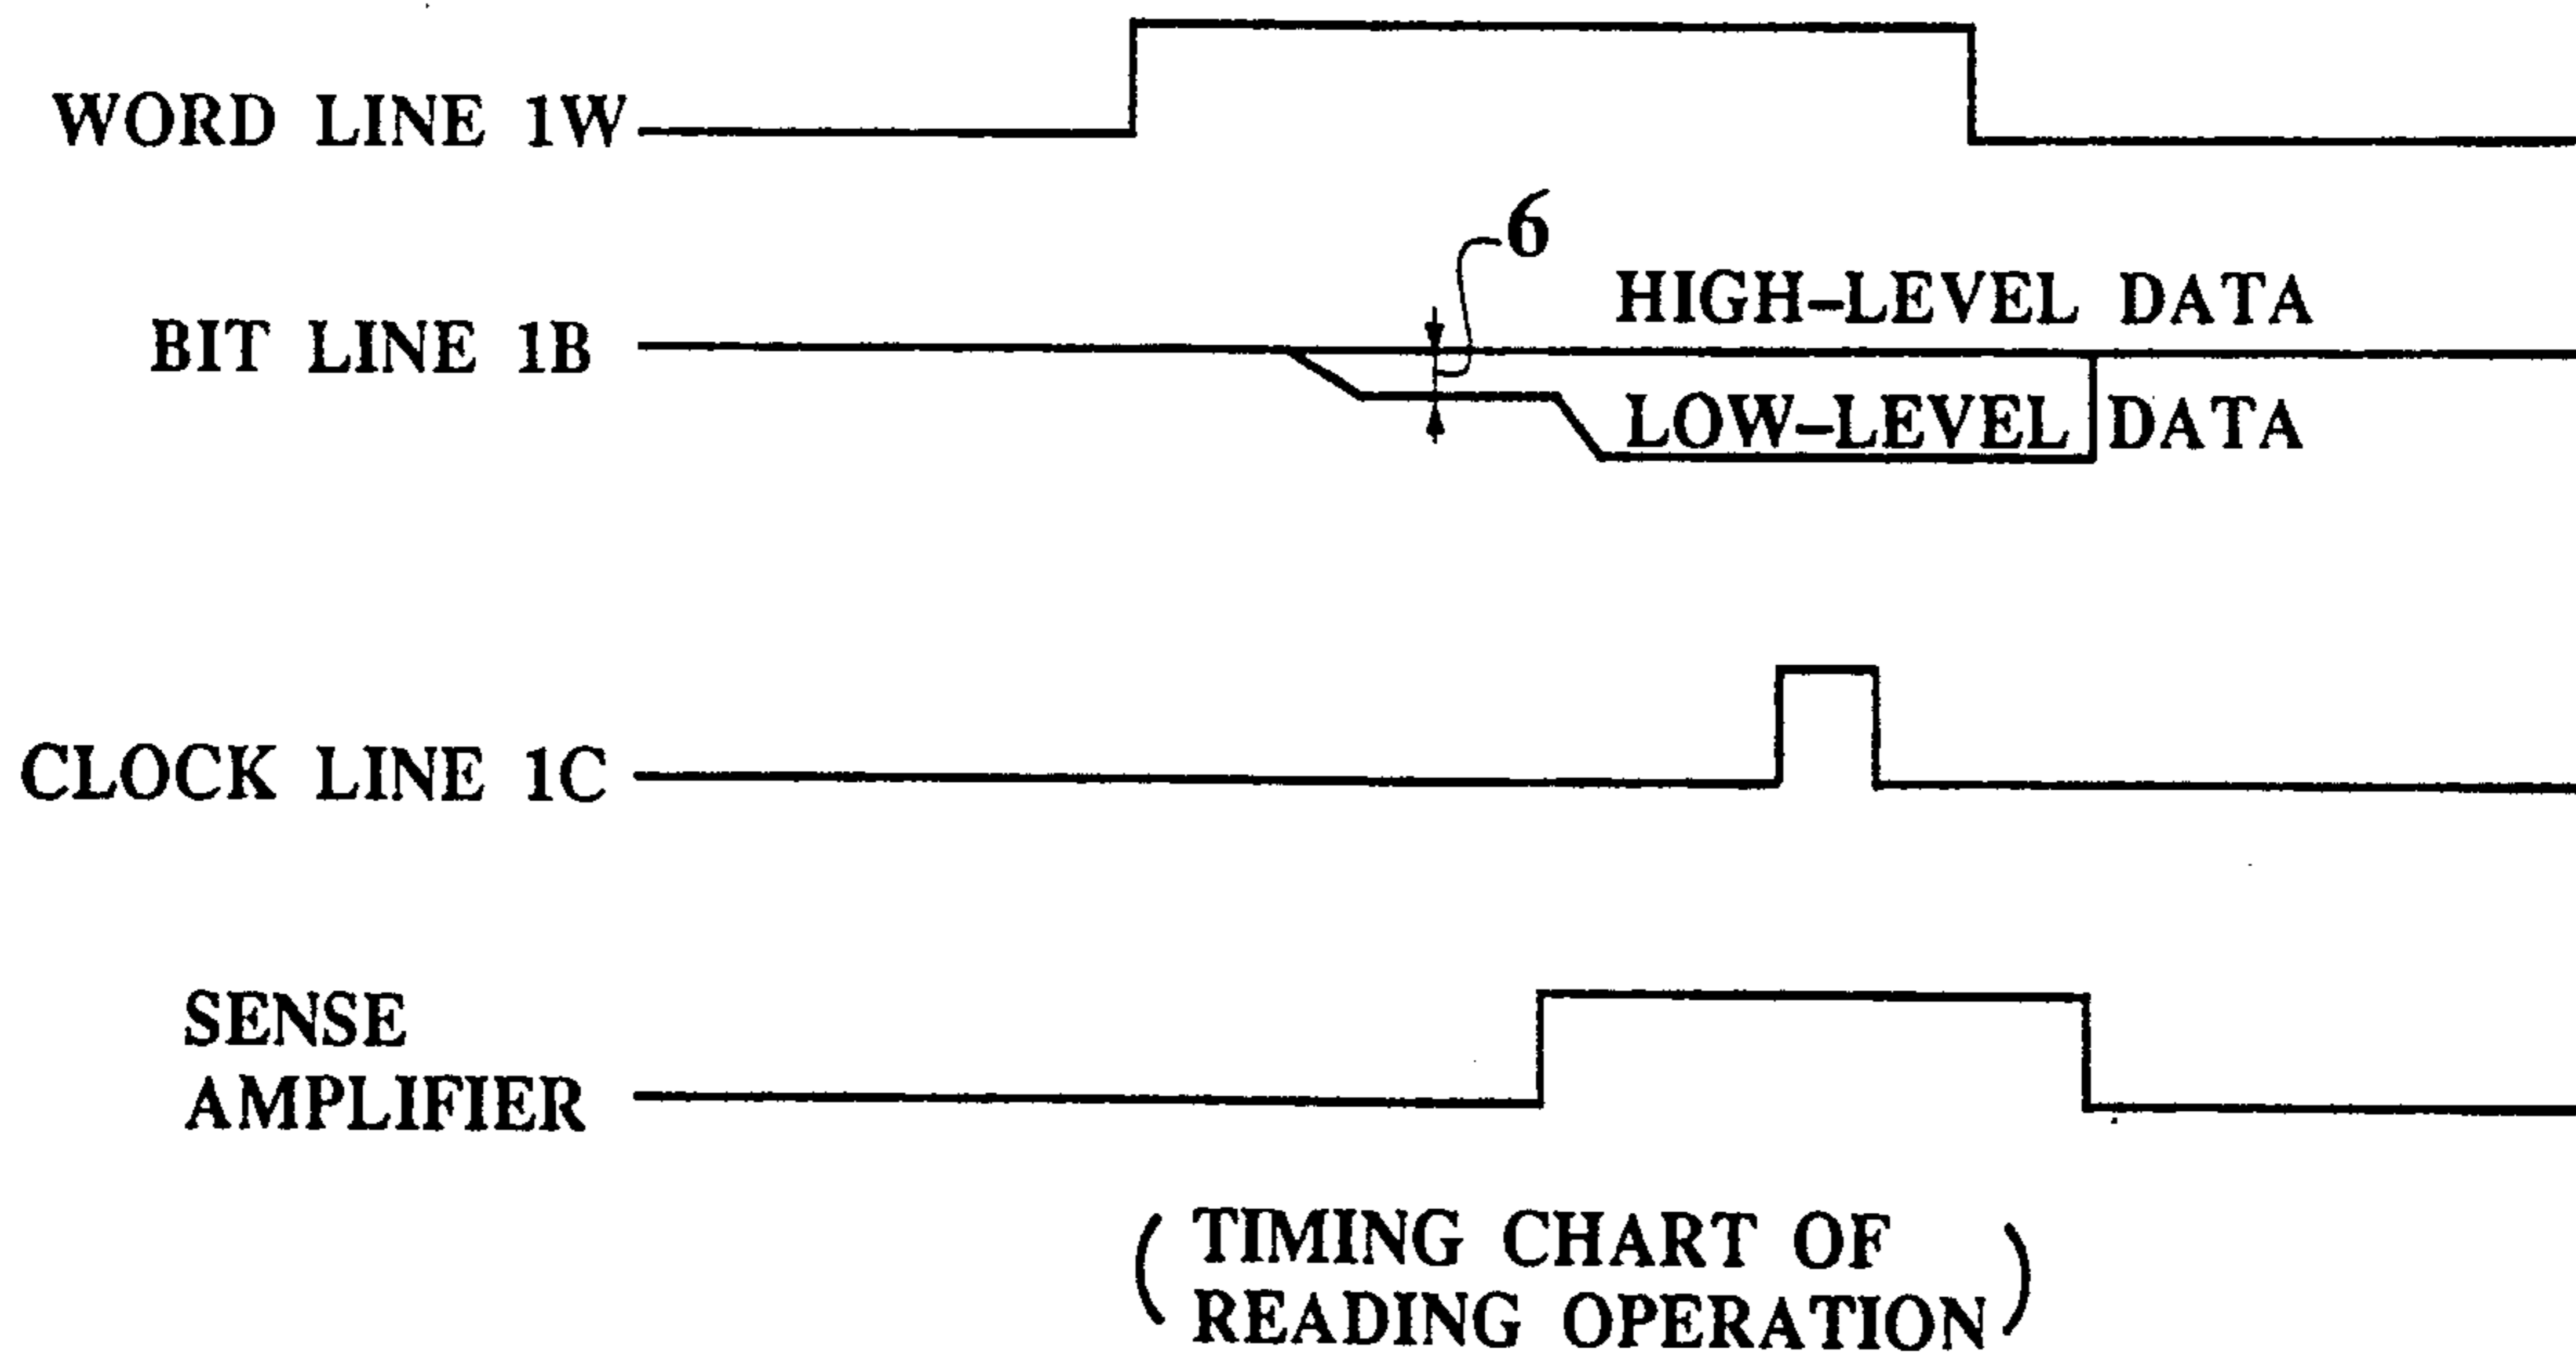 WORD LINE 1W
6
HIGH-LEVEL DATA
BIT LINE 1B
LOW-LEVEL DATA
CLOCK LINE 1C
SENSE
AMPLIFIER
( TIMING CHART OF
READING OPERATION )